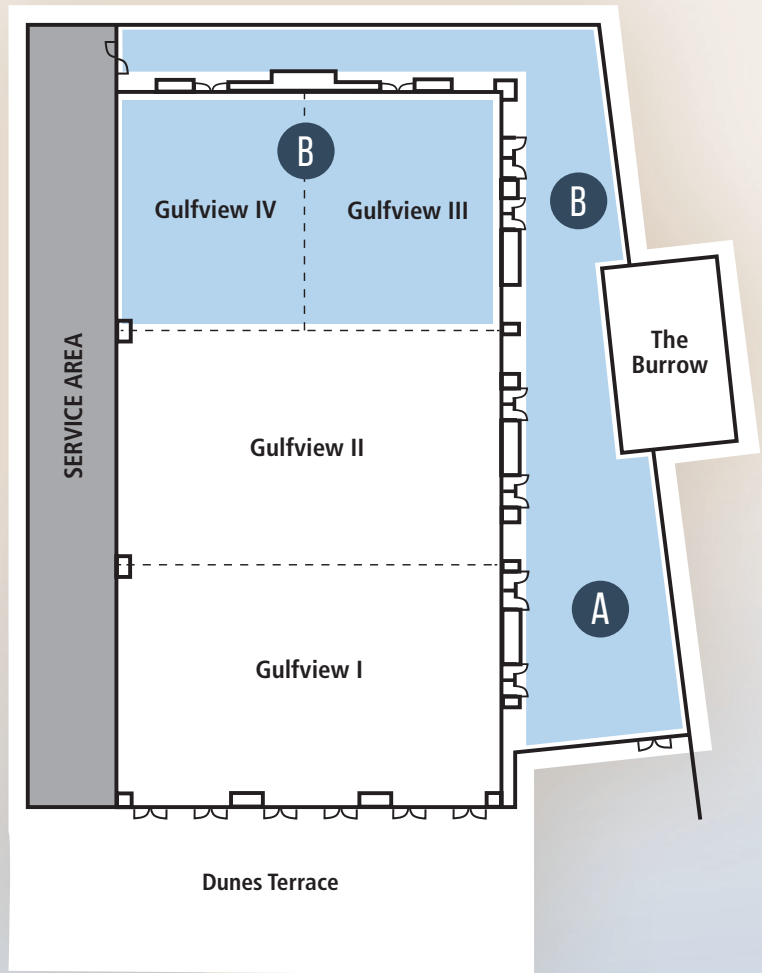 B
Gulfview IV
Gulfview III
B
The
Burrow
SERVICE AREA
Gulfview II
A
Gulfview I
Dunes Terrace